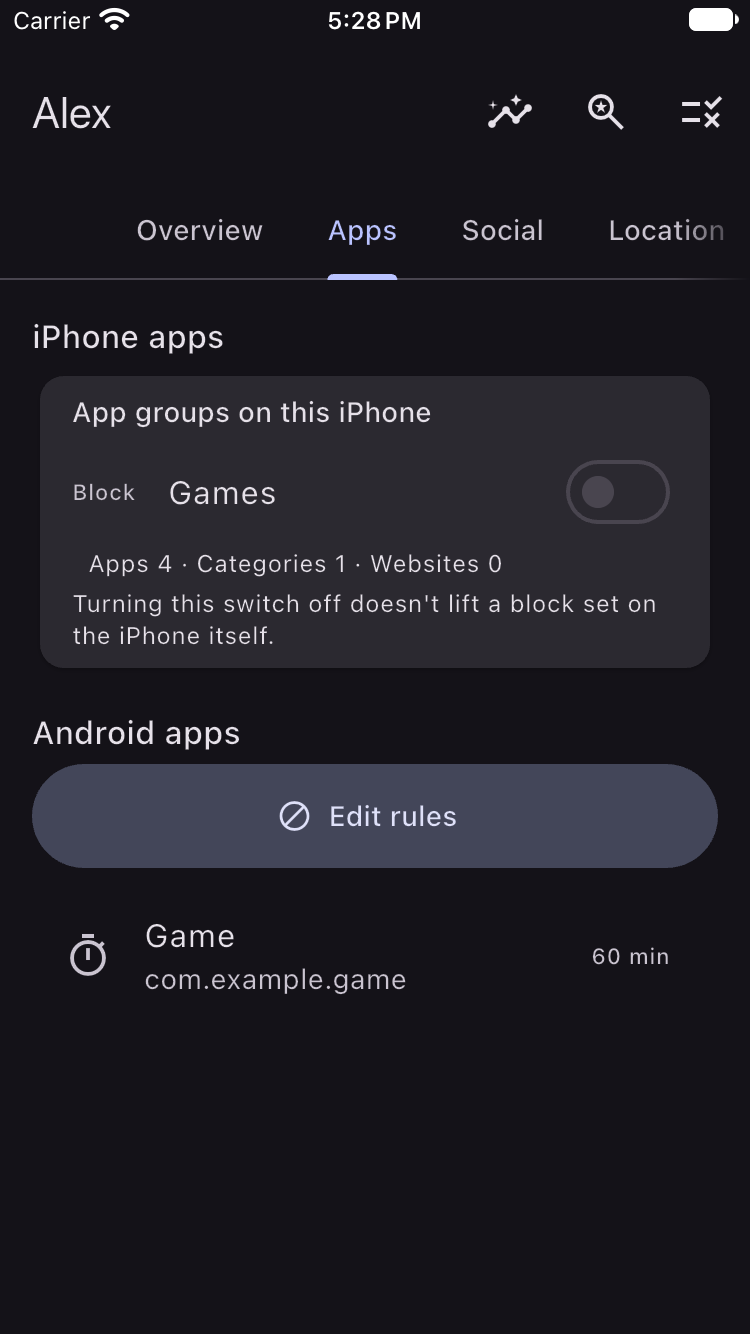 Carrier 5:28 PM
Alex
Overview Apps Social Location
iPhone apps
App groups on this iPhone
Block Games
Apps 4 · Categories 1 · Websites 0
Turning this switch off doesn't lift a block set on
the iPhone itself.
Android apps
Edit rules
Game
com.example.game
60 min